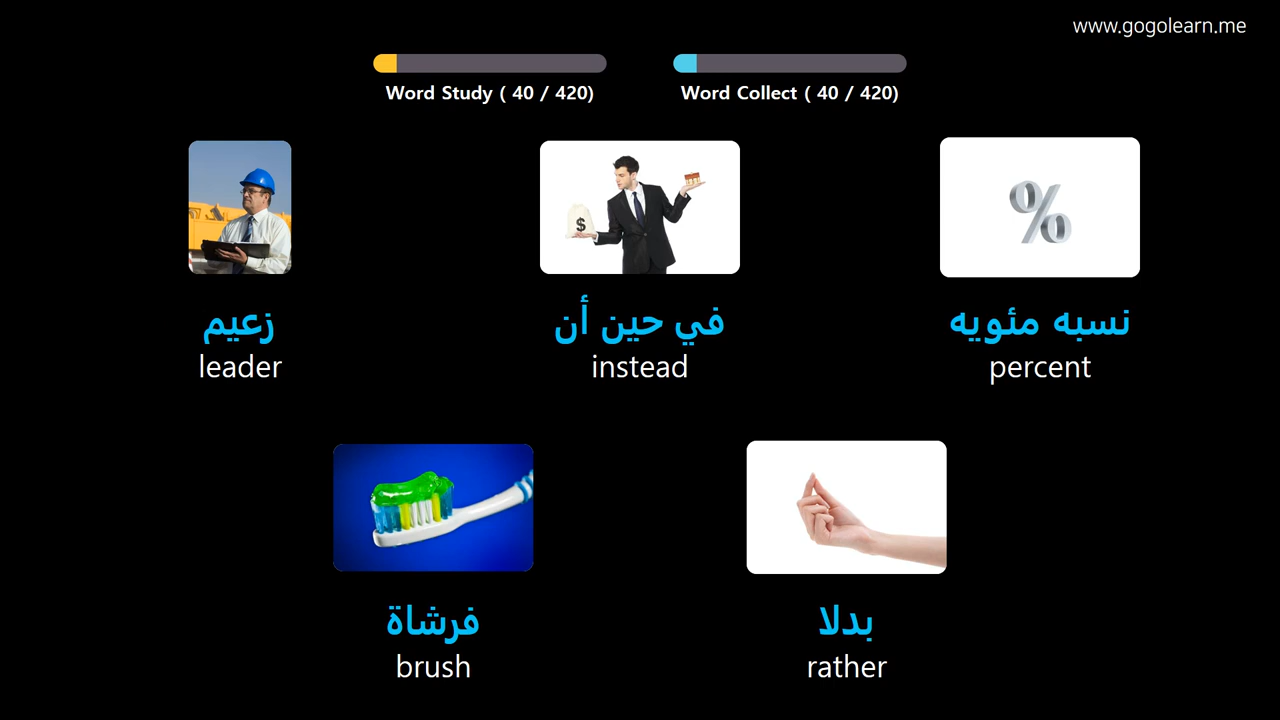 www.gogolearn.me
Word Study ( 40 / 420)
Word Collect ( 40 / 420)
$
%
زعيم
leader
في حين أن
instead
نسبه مئويه
percent
فرشاة
brush
بدلا
rather